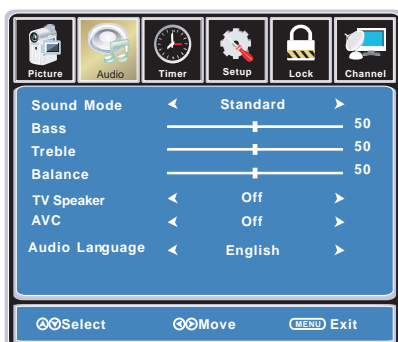 Picture Audio Timer Setup Lock Channel
Sound Mode Standard
Bass 50
Treble 50
Balance 50
TV Speaker Off
AVC Off
Audio Language English
Select Move MENU Exit